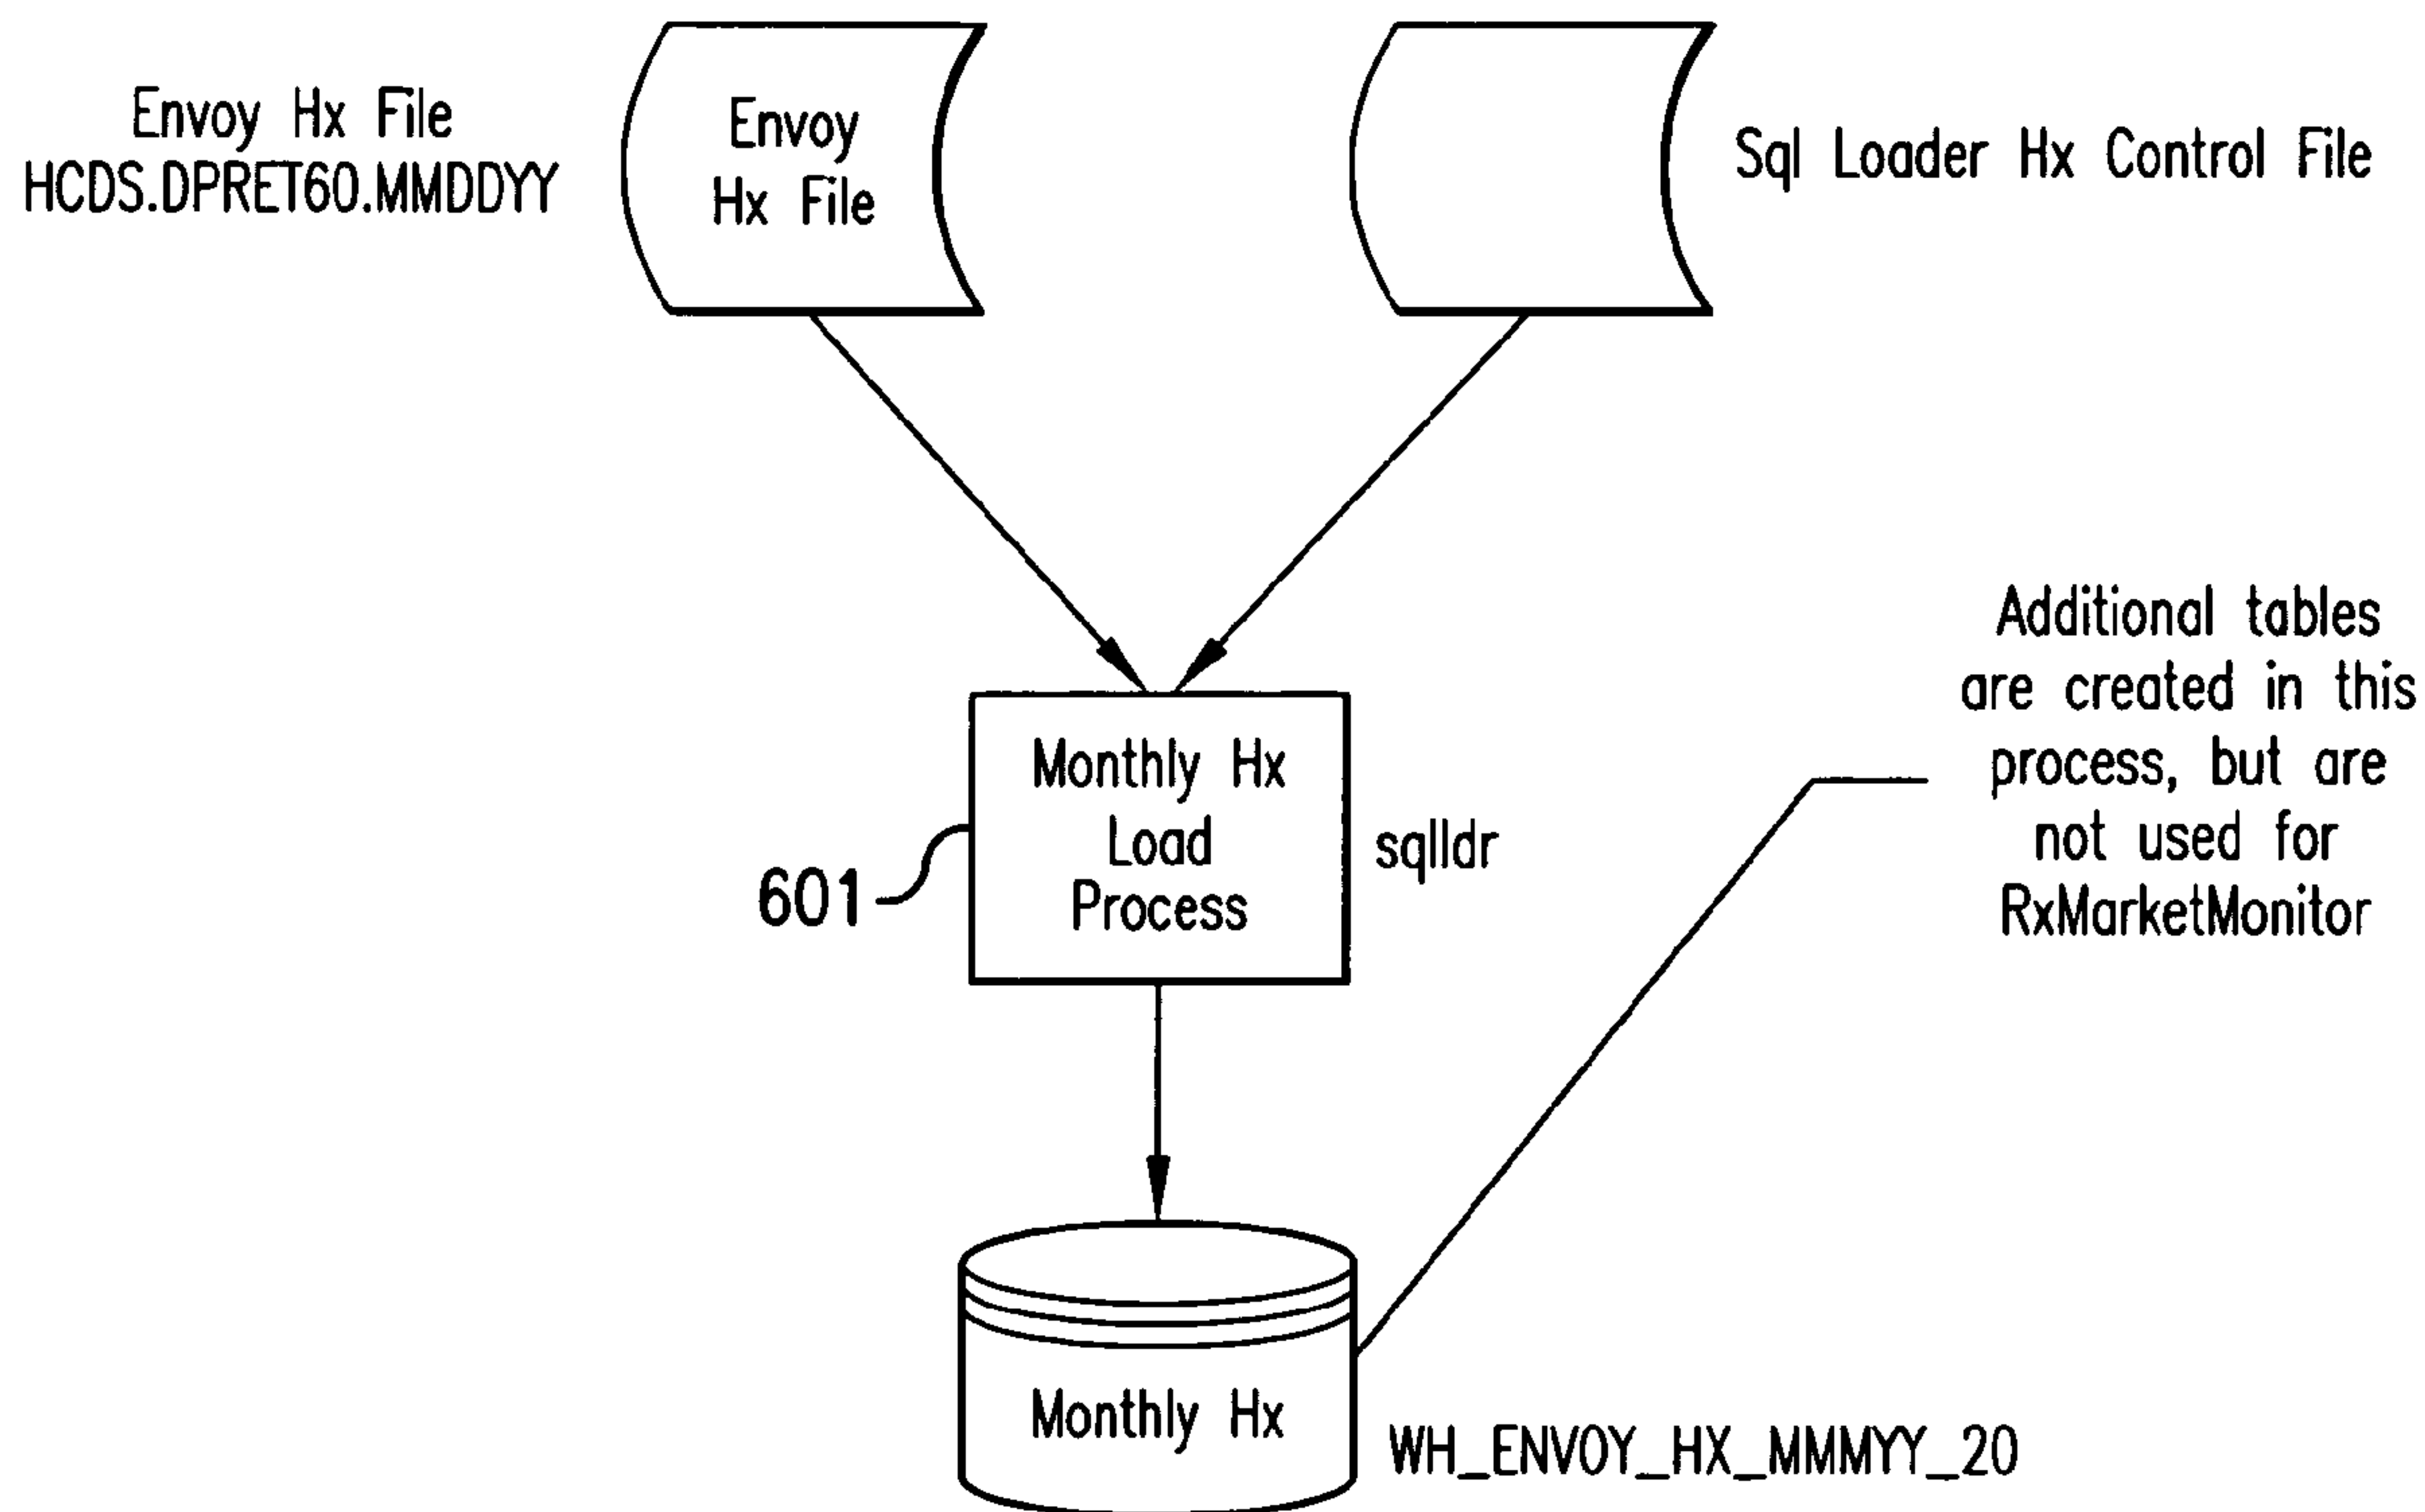 Envoy Hx File
HCDS.DPRET60.MMDDYY
Envoy
Hx File
Sql Loader Hx Control File
Monthly Hx
Load
Process
sqlldr
601
Additional tables
are created in this
process, but are
not used for
RxMarketMonitor
Monthly Hx
WH_ENVOY_HX_MMMYY_20